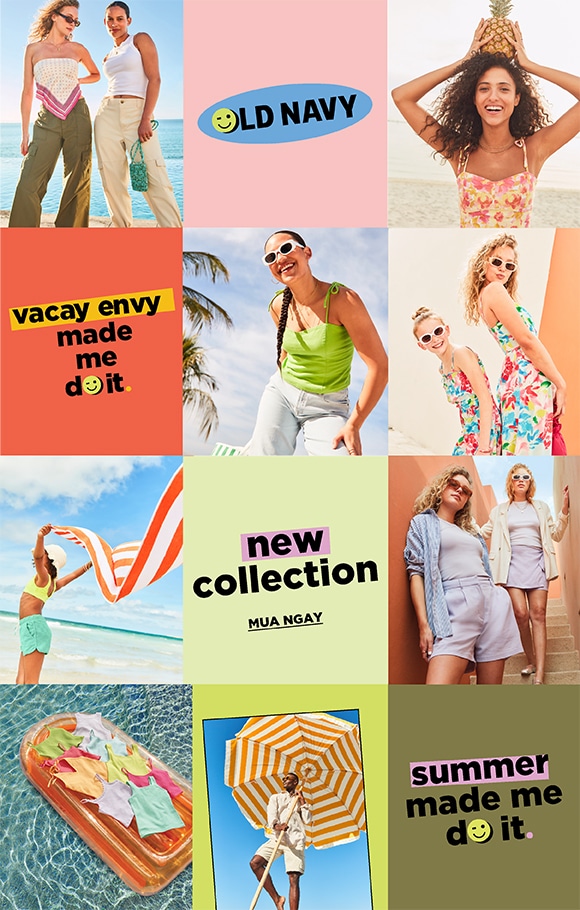 OLD NAVY
vacay envy
made
me
do it.
new
collection
MUA NGAY
summer
made me
do it.